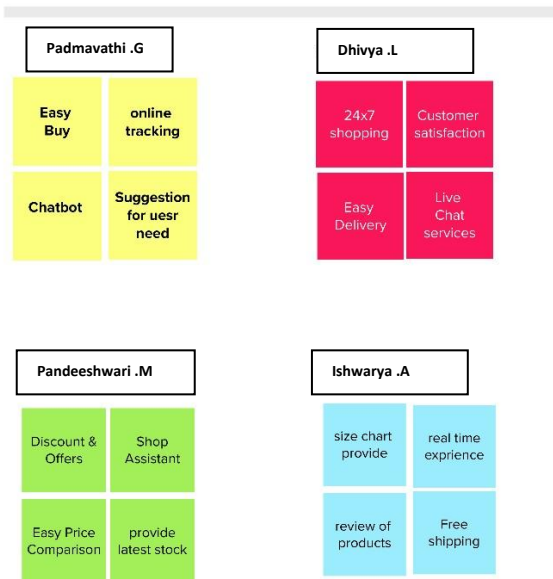 Padmavathi .G
Easy
Buy
online
tracking
Chatbot
Suggestion
for uesr
need
Dhivya .L
24x7
shopping
Customer
satisfaction
Easy
Delivery
Live
Chat
services
Pandeeshwari .M
Discount &
Offers
Shop
Assistant
Easy Price
Comparison
provide
latest stock
Ishwarya .A
size chart
provide
real time
exprience
review of
products
Free
shipping